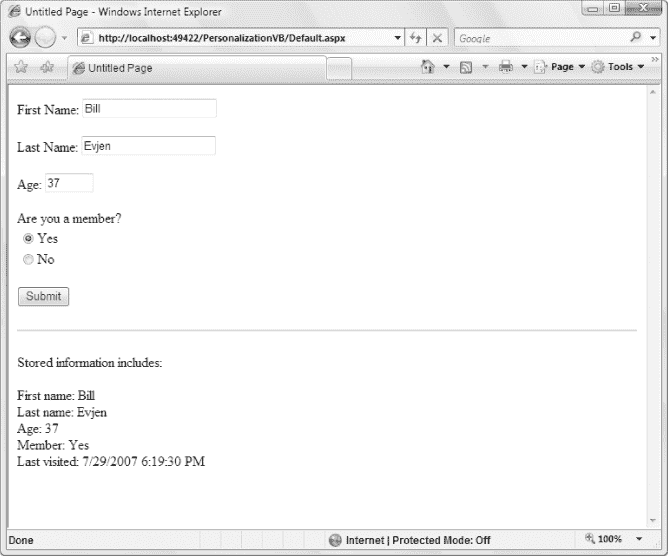 Untitled Page - Windows Internet Explorer
http://localhost:49422/PersonalizationVB/Default.aspx
Google
Untitled Page
Page
Tools
First Name: Bill
Last Name: Evjen
Age: 37
Are you a member?
Yes
No
Submit
Stored information includes:
First name: Bill
Last name: Evjen
Age: 37
Member: Yes
Last visited: 7/29/2007 6:19:30 PM
Done
Internet | Protected Mode: Off
100%